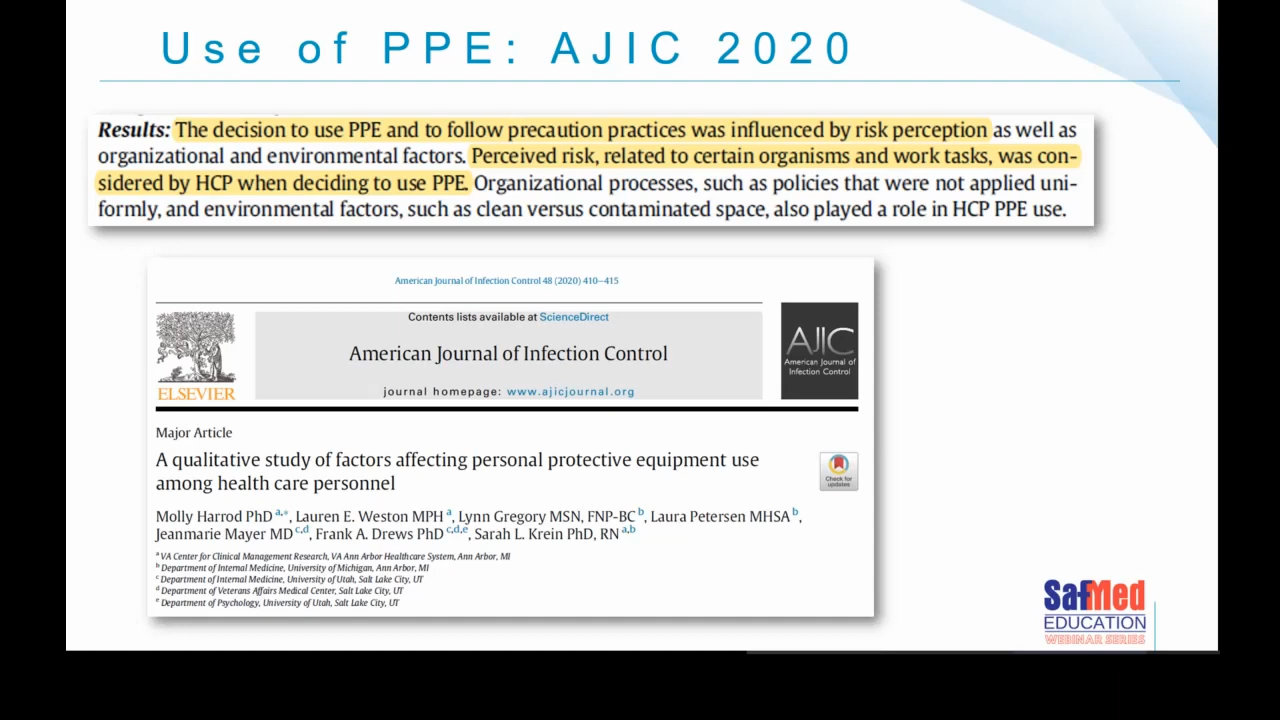 Use of PPE: AJIC 2020
Results: The decision to use PPE and to follow precaution practices was influenced by risk perception as well as
organizational and environmental factors. Perceived risk, related to certain organisms and work tasks, was con-
sidered by HCP when deciding to use PPE. Organizational processes, such as policies that were not applied uni-
formly, and environmental factors, such as clean versus contaminated space, also played a role in HCP PPE use.
American Journal of Infection Control 48 (2020) 410–415
Contents lists available at ScienceDirect
American Journal of Infection Control
journal homepage: www.ajicjournal.org
ELSEVIER
AJIC
American Journal of
Infection Control
Major Article
A qualitative study of factors affecting personal protective equipment use
among health care personnel
Check for
updates
Molly Harrod PhD a,*, Lauren E. Weston MPH a, Lynn Gregory MSN, FNP-BC b, Laura Petersen MHSA b,
Jeanmarie Mayer MD c,d, Frank A. Drews PhD c,d,e, Sarah L. Krein PhD, RN a,b
a VA Center for Clinical Management Research, VA Ann Arbor Healthcare System, Ann Arbor, MI
b Department of Internal Medicine, University of Michigan, Ann Arbor, MI
c Department of Internal Medicine, University of Utah, Salt Lake City, UT
d Department of Veterans Affairs Medical Center, Salt Lake City, UT
e Department of Psychology, University of Utah, Salt Lake City, UT
SafMed
EDUCATION
WEBINAR SERIES